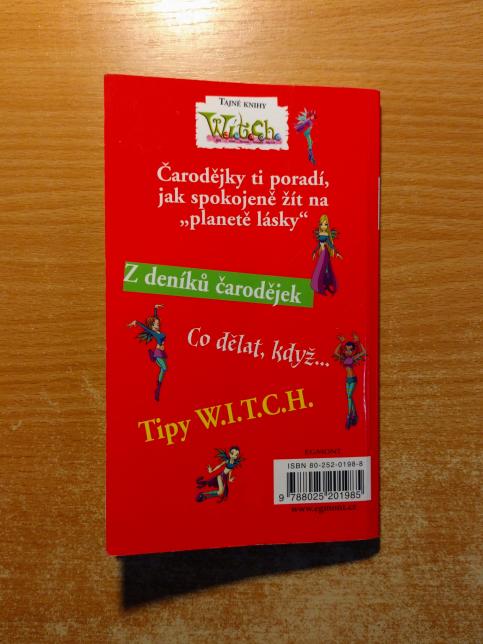 TAJNÉ KNIHY
W.i.t.c.h.
Čarodějky ti poradí,
jak spokojeně žít na
„planetě lásky“
Z deníků čarodějek
Co dělat, když...
Tipy W.I.T.C.H.
EGMONT
ISBN 80-252-0198-8
9 788025 201985
www.egmont.cz